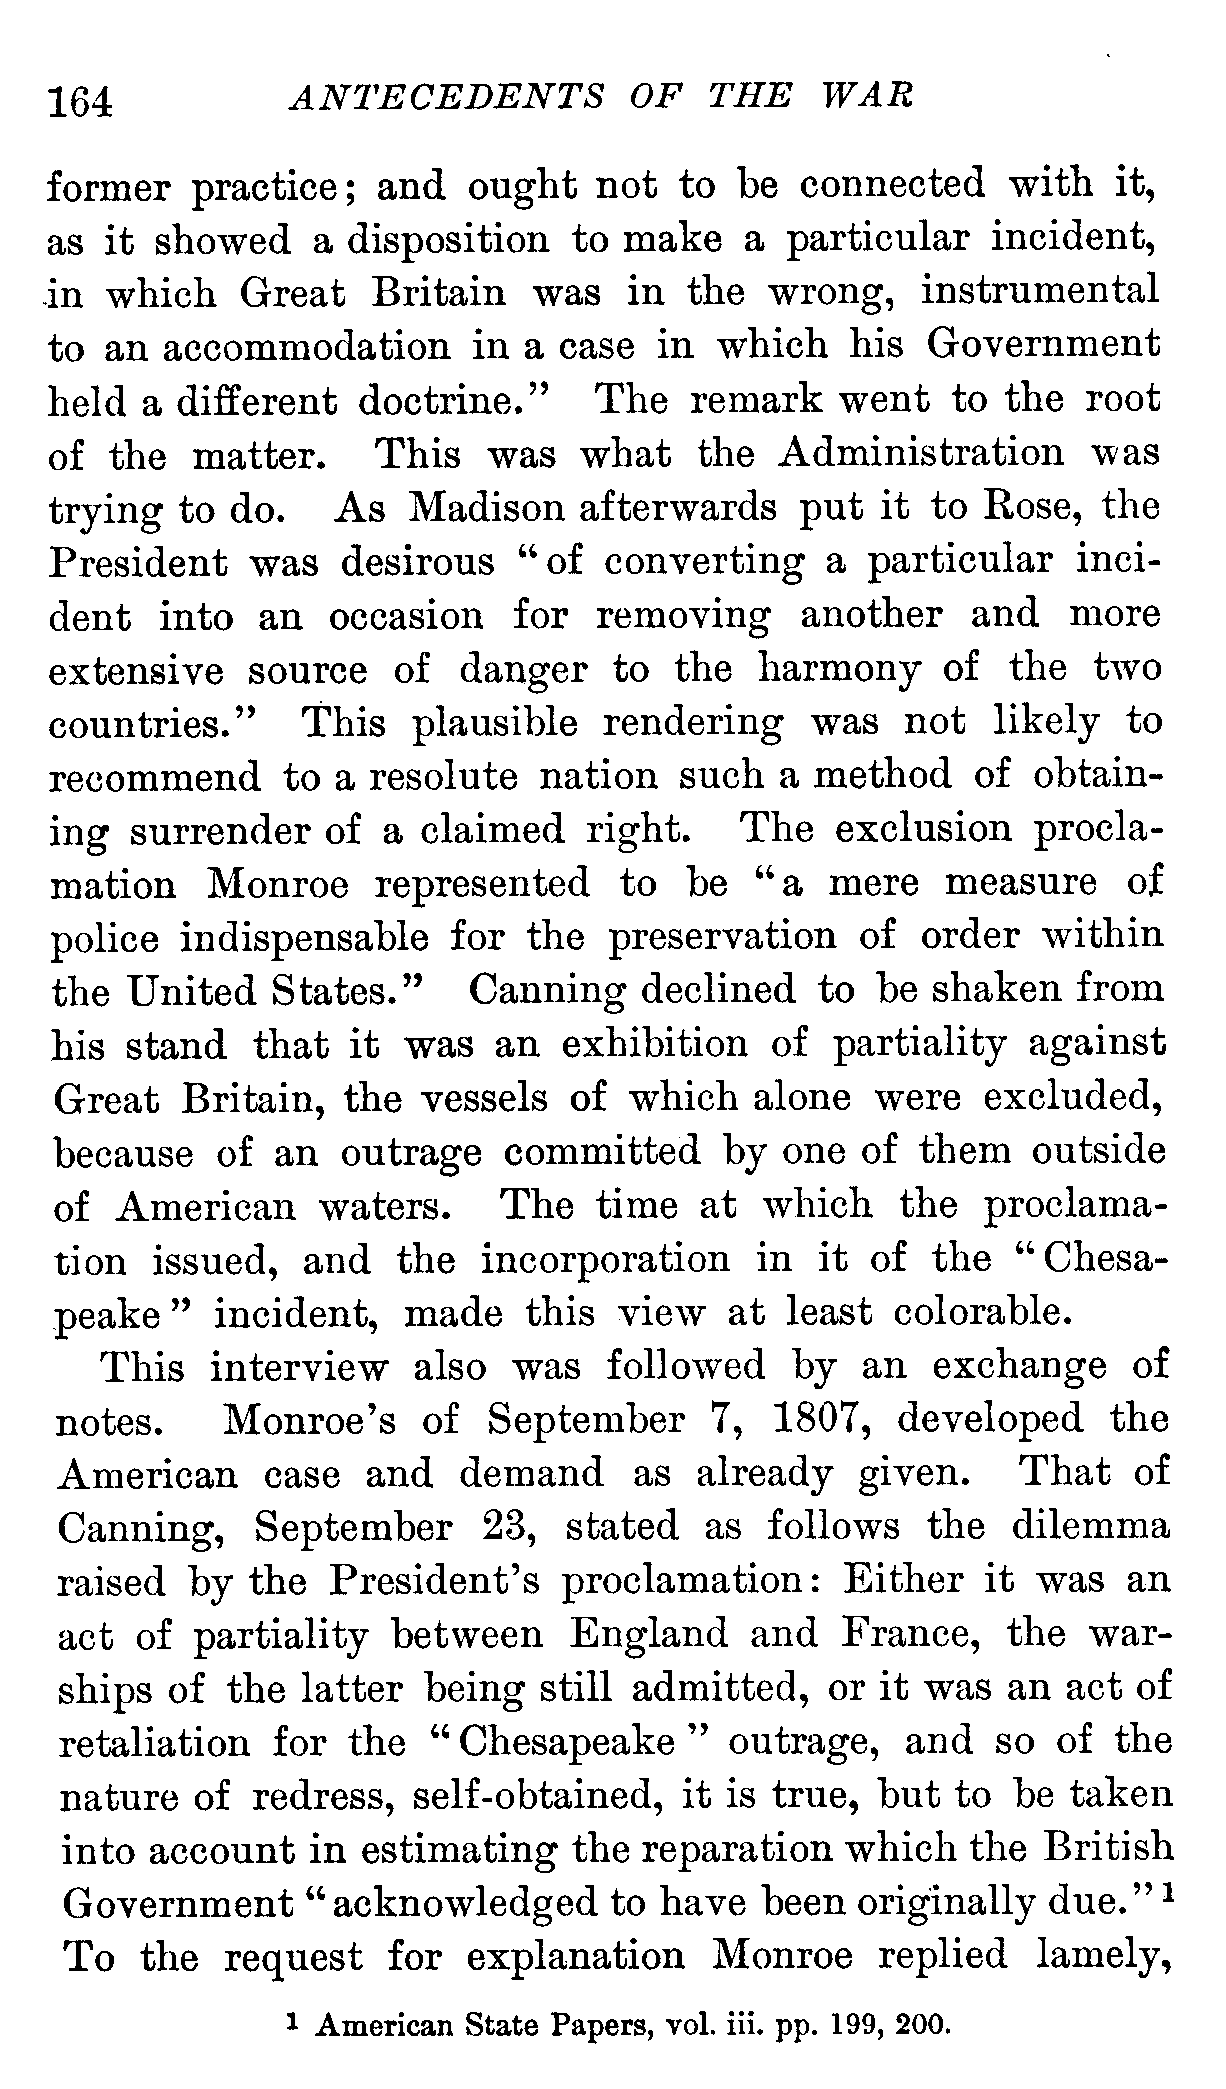 164 ANTECEDENTS OF THE WAR
former practice; and ought not to be connected with it,
as it showed a disposition to make a particular incident,
in which Great Britain was in the wrong, instrumental
to an accommodation in a case in which his Government
held a different doctrine.” The remark went to the root
of the matter. This was what the Administration was
trying to do. As Madison afterwards put it to Rose, the
President was desirous “of converting a particular inci-
dent into an occasion for removing another and more
extensive source of danger to the harmony of the two
countries.” This plausible rendering was not likely to
recommend to a resolute nation such a method of obtain-
ing surrender of a claimed right. The exclusion procla-
mation Monroe represented to be “a mere measure of
police indispensable for the preservation of order within
the United States.” Canning declined to be shaken from
his stand that it was an exhibition of partiality against
Great Britain, the vessels of which alone were excluded,
because of an outrage committed by one of them outside
of American waters. The time at which the proclama-
tion issued, and the incorporation in it of the “Chesa-
peake” incident, made this view at least colorable.
This interview also was followed by an exchange of
notes. Monroe’s of September 7, 1807, developed the
American case and demand as already given. That of
Canning, September 23, stated as follows the dilemma
raised by the President’s proclamation: Either it was an
act of partiality between England and France, the war-
ships of the latter being still admitted, or it was an act of
retaliation for the “Chesapeake” outrage, and so of the
nature of redress, self-obtained, it is true, but to be taken
into account in estimating the reparation which the British
Government “acknowledged to have been originally due.”1
To the request for explanation Monroe replied lamely,
1 American State Papers, vol. iii. pp. 199, 200.